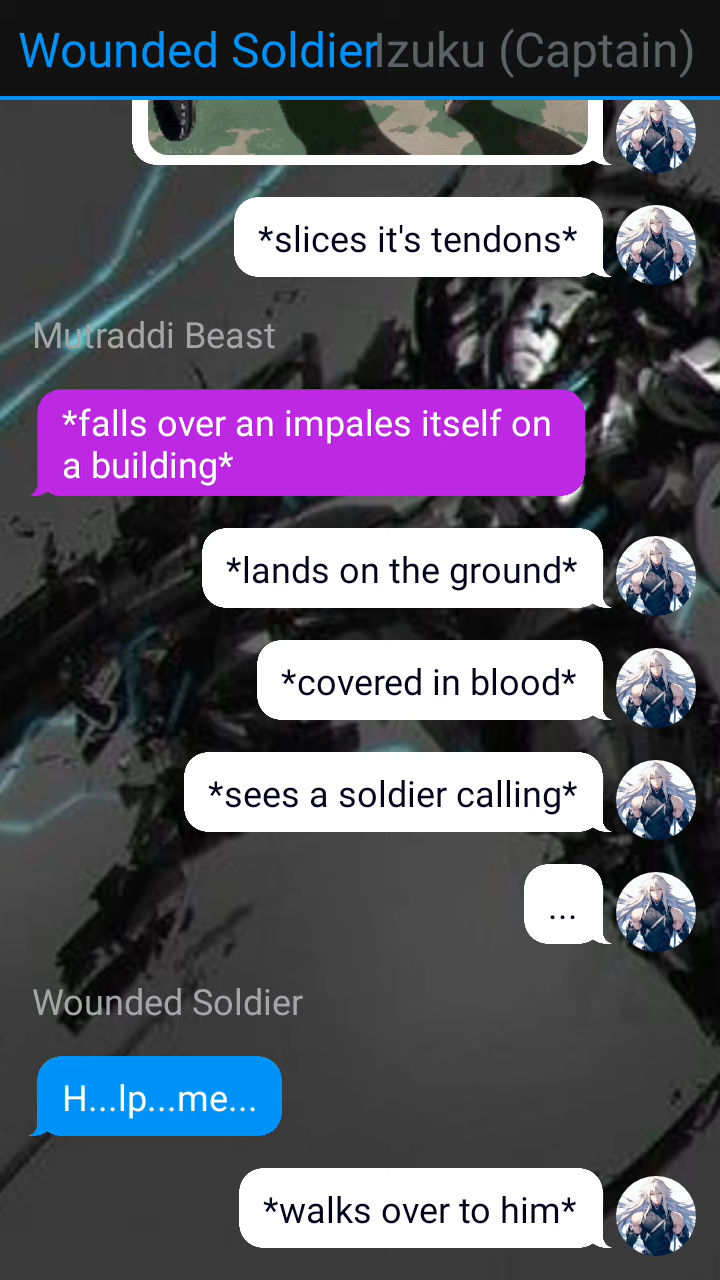 Wounded Soldier
Izuku (Captain)
*slices it's tendons*
Mutraddi Beast
*falls over an impales itself on
a building*
*lands on the ground*
*covered in blood*
*sees a soldier calling*
...
Wounded Soldier
H...lp...me...
*walks over to him*